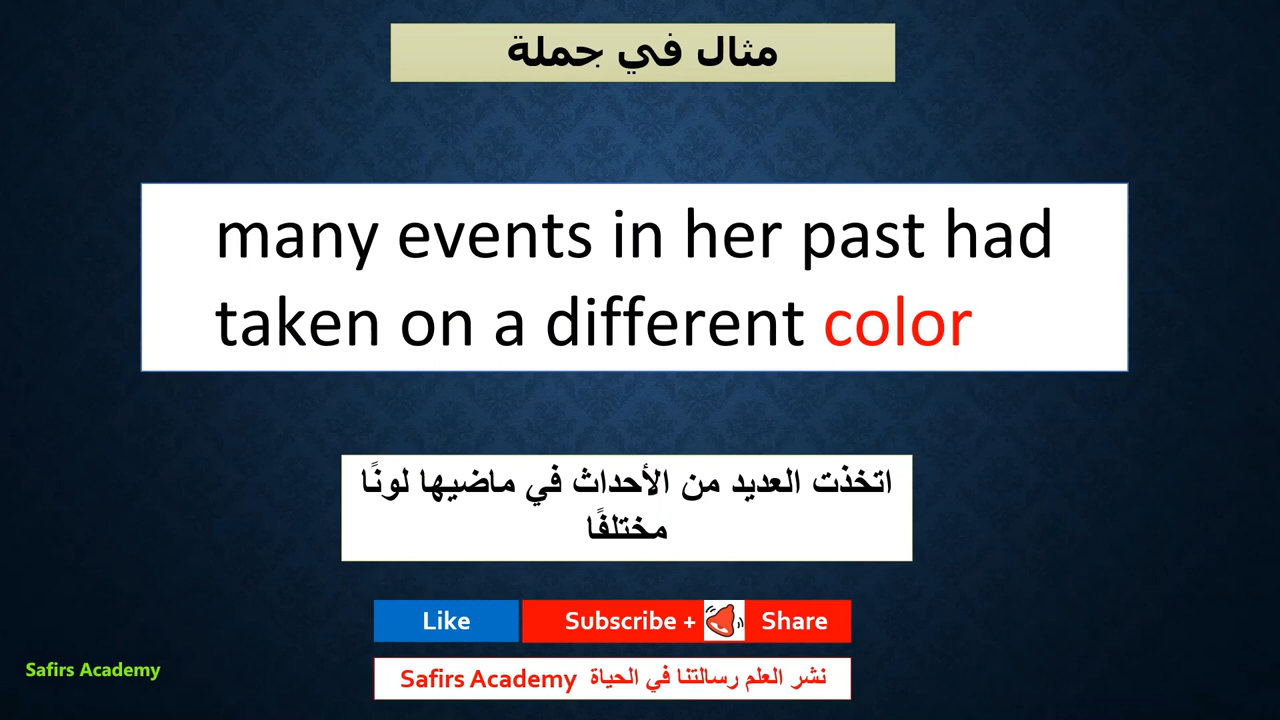 مثال في جملة
many events in her past had
taken on a different color
اتخذت العديد من الأحداث في ماضيها لونًا
مختلفًا
Like
Subscribe +
Share
Safirs Academy
نشر العلم رسالتنا في الحياة Safirs Academy